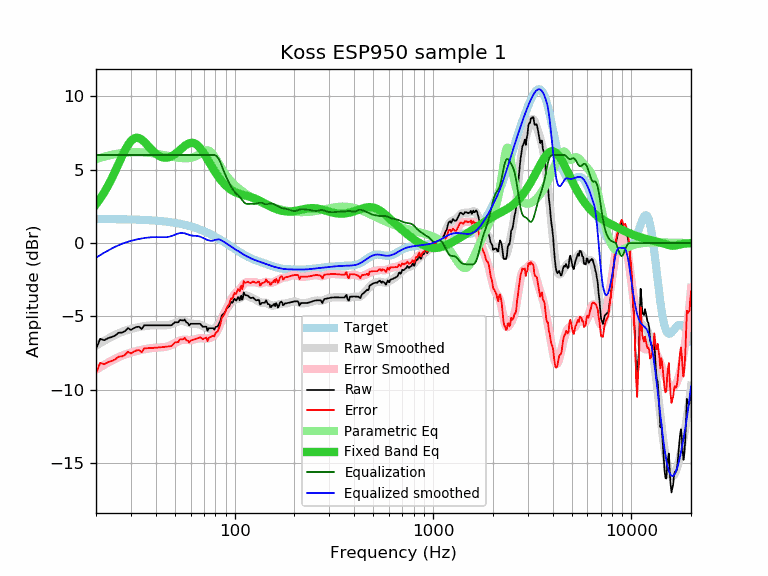 Koss ESP950 sample 1
Amplitude (dBr)
10
5
0
−5
−10
−15
Target
Raw Smoothed
Error Smoothed
Raw
Error
Parametric Eq
Fixed Band Eq
Equalization
Equalized smoothed
100
1000
10000
Frequency (Hz)